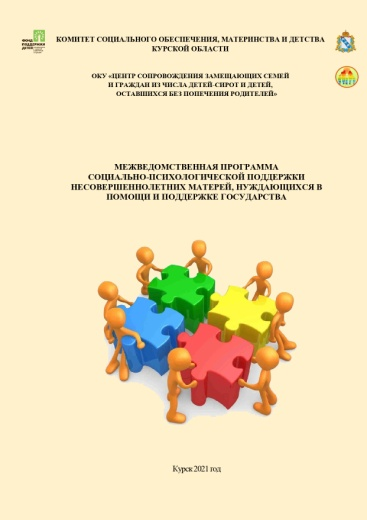 КОМИТЕТ СОЦИАЛЬНОГО ОБЕСПЕЧЕНИЯ, МАТЕРИНСТВА И ДЕТСТВА
КУРСКОЙ ОБЛАСТИ
ОКУ «ЦЕНТР СОПРОВОЖДЕНИЯ ЗАМЕЩАЮЩИХ СЕМЕЙ
И ГРАЖДАН ИЗ ЧИСЛА ДЕТЕЙ-СИРОТ И ДЕТЕЙ,
ОСТАВШИХСЯ БЕЗ ПОПЕЧЕНИЯ РОДИТЕЛЕЙ»
МЕЖВЕДОМСТВЕННАЯ ПРОГРАММА
СОЦИАЛЬНО-ПСИХОЛОГИЧЕСКОЙ ПОДДЕРЖКИ
НЕСОВЕРШЕННОЛЕТНИХ МАТЕРЕЙ, НУЖДАЮЩИХСЯ В
ПОМОЩИ И ПОДДЕРЖКЕ ГОСУДАРСТВА
Курск 2021 год